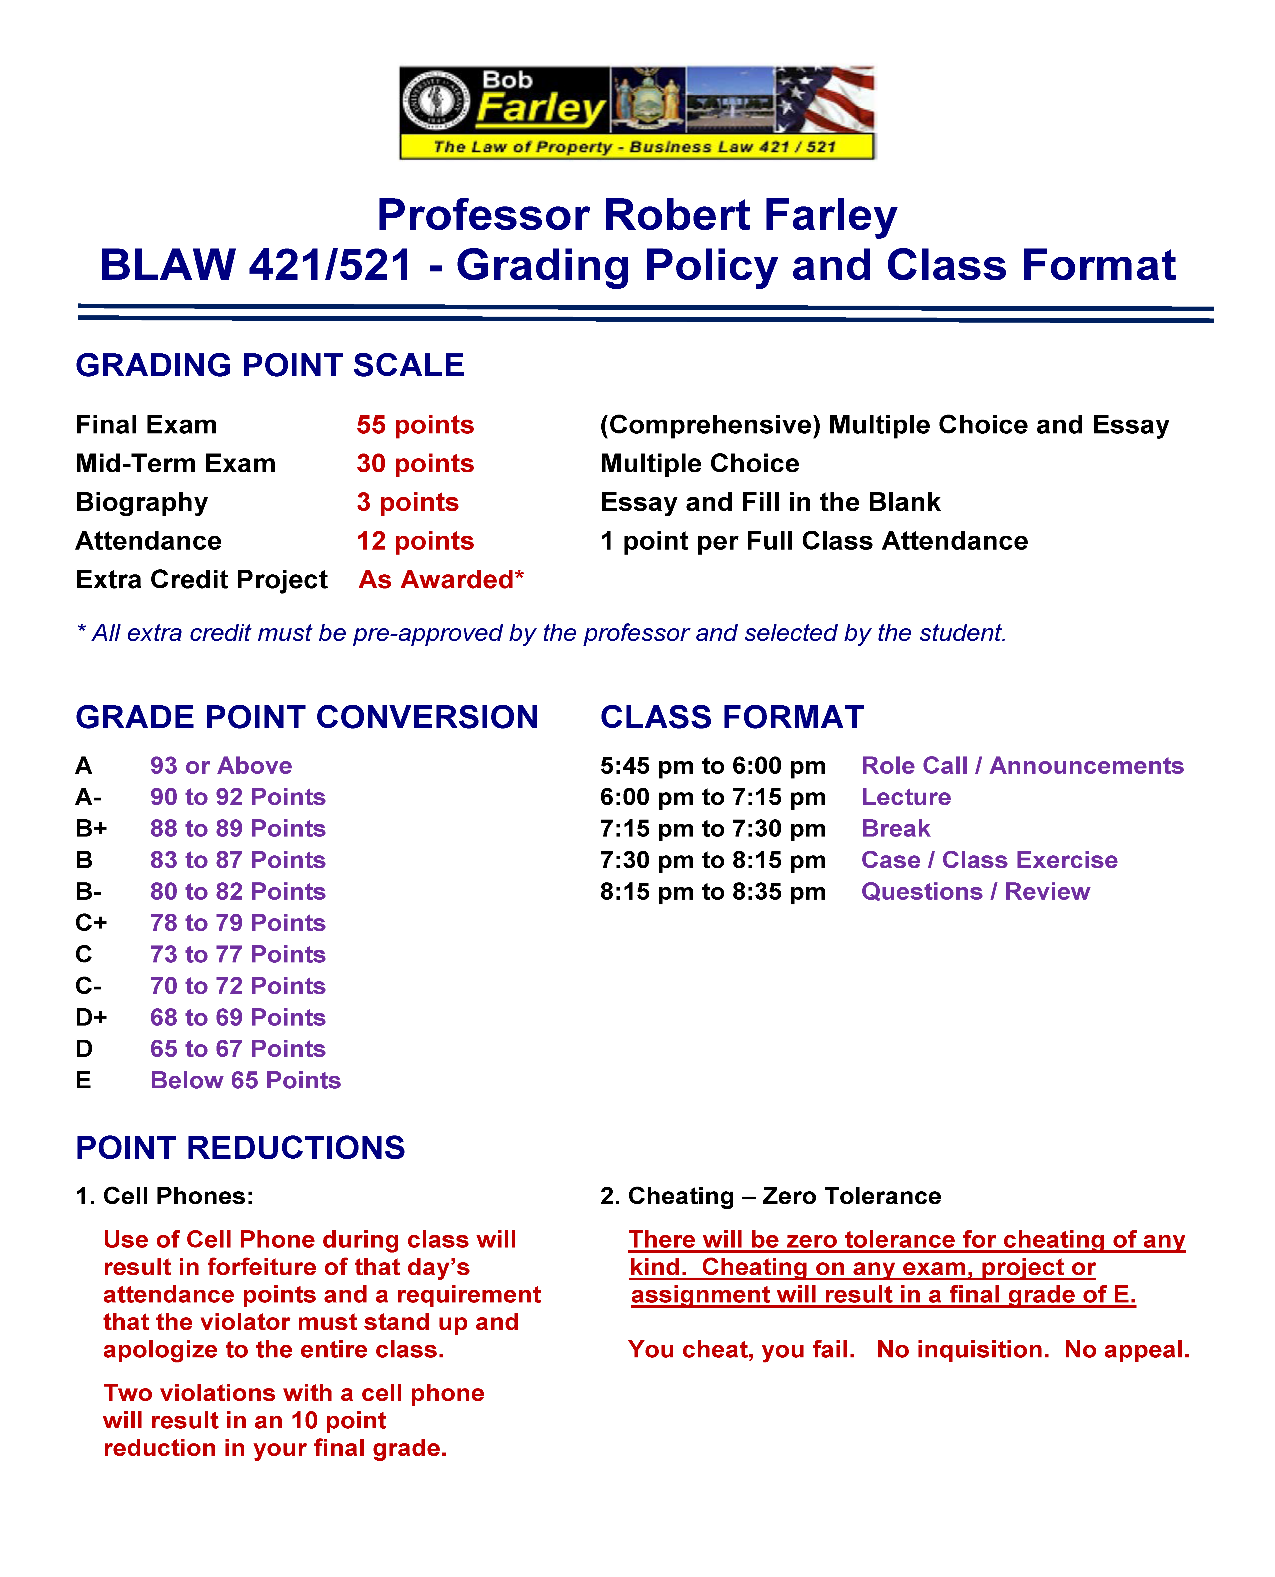 Bob
Farley
The Law of Property - Business Law 421 / 521
Professor Robert Farley
BLAW 421/521 - Grading Policy and Class Format
GRADING POINT SCALE
Final Exam 55 points (Comprehensive) Multiple Choice and Essay
Mid-Term Exam 30 points Multiple Choice
Biography 3 points Essay and Fill in the Blank
Attendance 12 points 1 point per Full Class Attendance
Extra Credit Project As Awarded*
* All extra credit must be pre-approved by the professor and selected by the student.
GRADE POINT CONVERSION
A 93 or Above
A- 90 to 92 Points
B+ 88 to 89 Points
B 83 to 87 Points
B- 80 to 82 Points
C+ 78 to 79 Points
C 73 to 77 Points
C- 70 to 72 Points
D+ 68 to 69 Points
D 65 to 67 Points
E Below 65 Points
CLASS FORMAT
5:45 pm to 6:00 pm Role Call / Announcements
6:00 pm to 7:15 pm Lecture
7:15 pm to 7:30 pm Break
7:30 pm to 8:15 pm Case / Class Exercise
8:15 pm to 8:35 pm Questions / Review
POINT REDUCTIONS
1. Cell Phones:
Use of Cell Phone during class will
result in forfeiture of that day’s
attendance points and a requirement
that the violator must stand up and
apologize to the entire class.
Two violations with a cell phone
will result in an 10 point
reduction in your final grade.
2. Cheating – Zero Tolerance
There will be zero tolerance for cheating of any
kind. Cheating on any exam, project or
assignment will result in a final grade of E.
You cheat, you fail. No inquisition. No appeal.